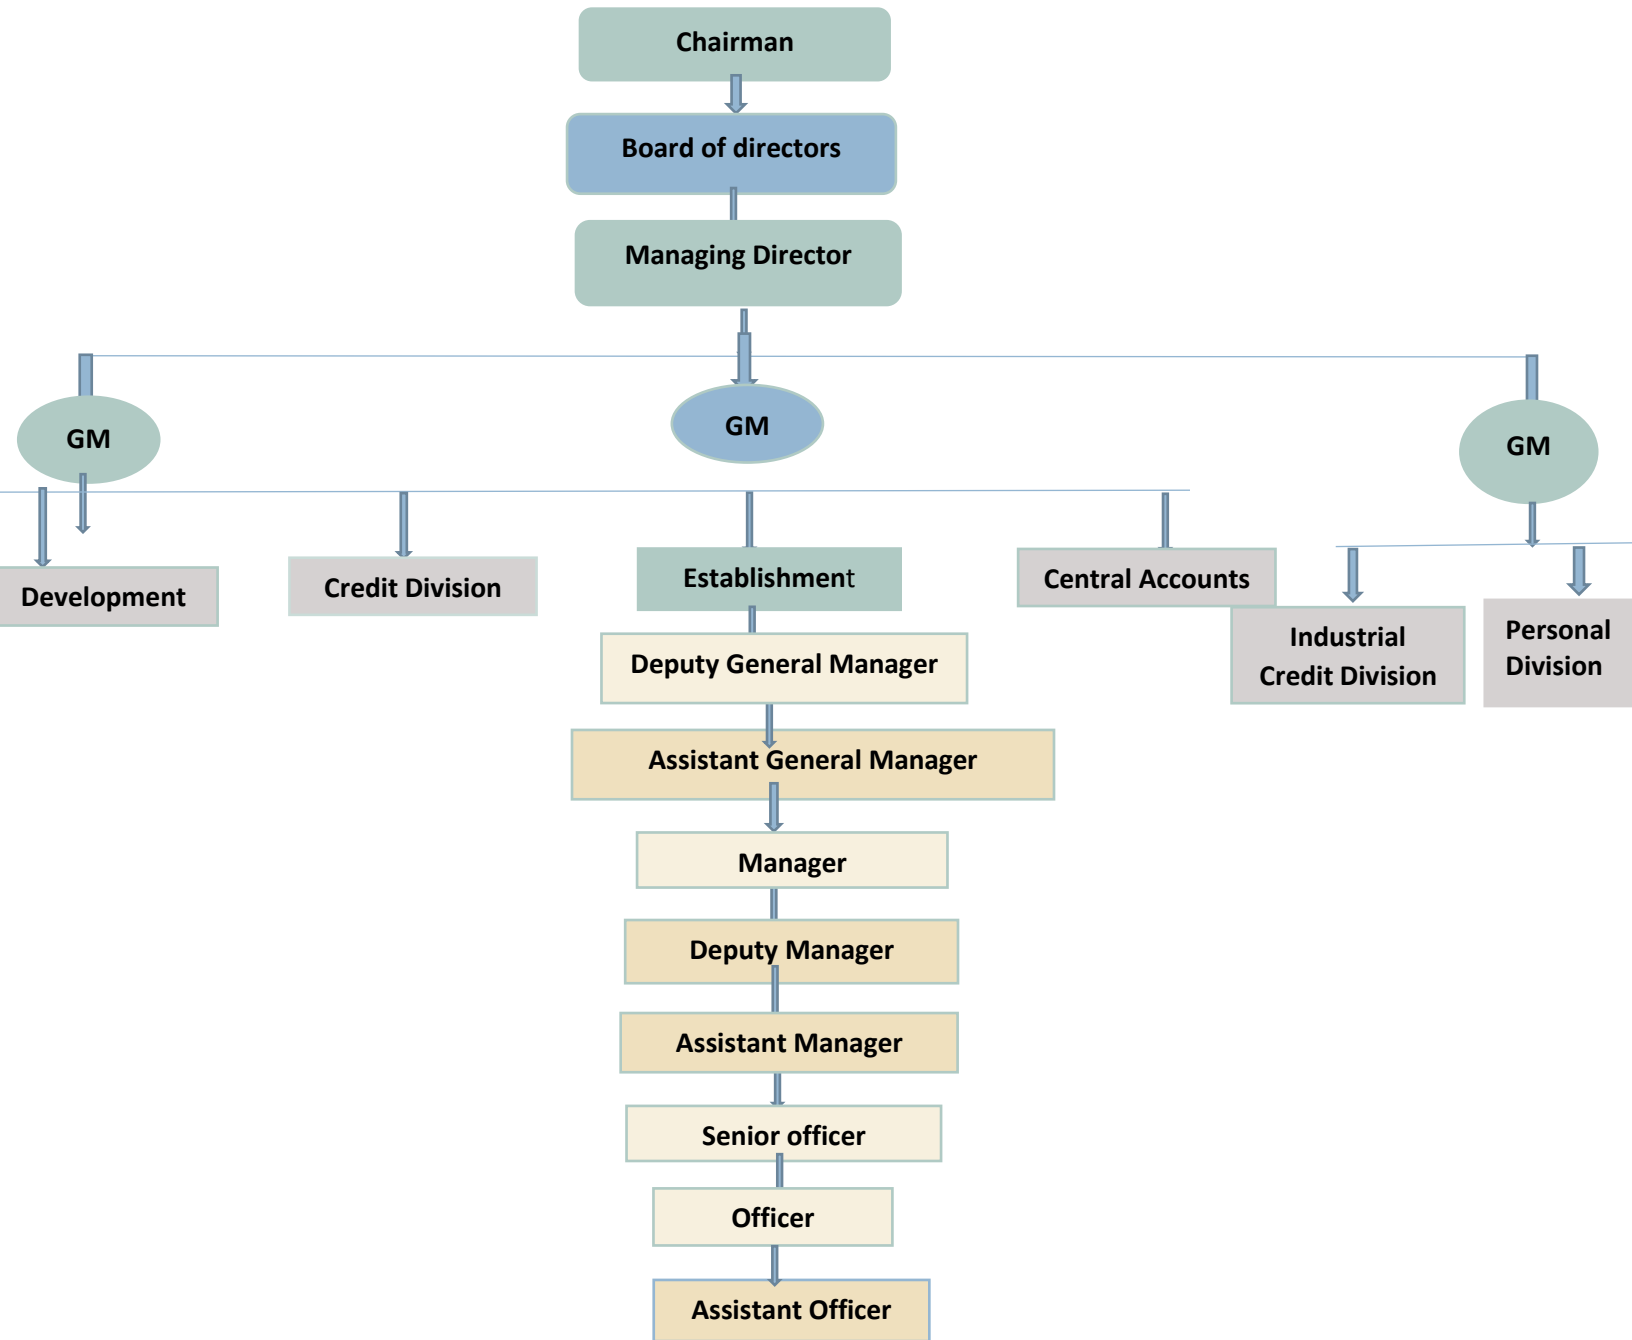 Chairman
Board of directors
Managing Director
GM
GM
GM
Development
Credit Division
Establishment
Central Accounts
Industrial
Credit Division
Personal
Division
Deputy General Manager
Assistant General Manager
Manager
Deputy Manager
Assistant Manager
Senior officer
Officer
Assistant Officer